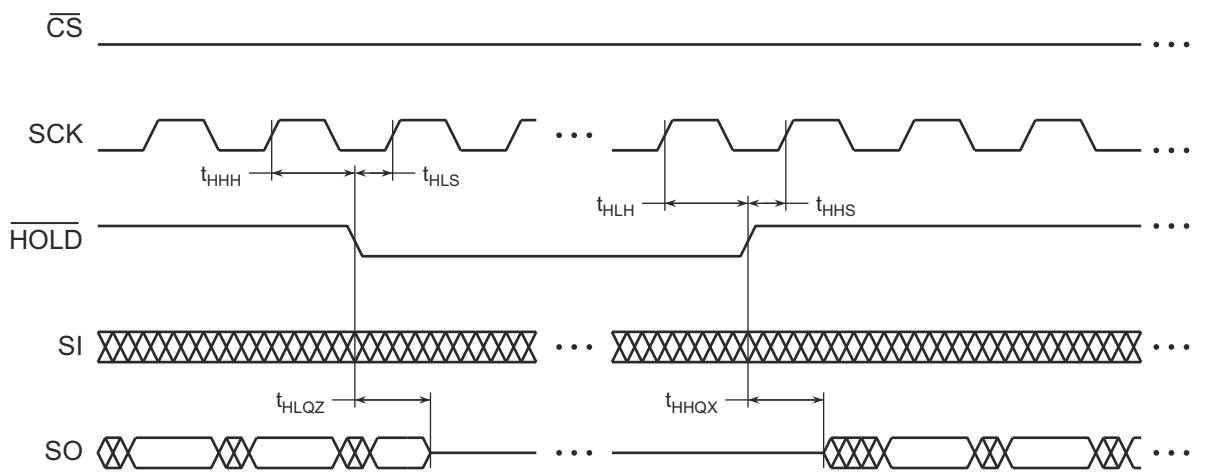 CS
SCK
tHHH
tHLS
tHLH
tHHS
HOLD
SI
tHLQZ
tHHQX
SO